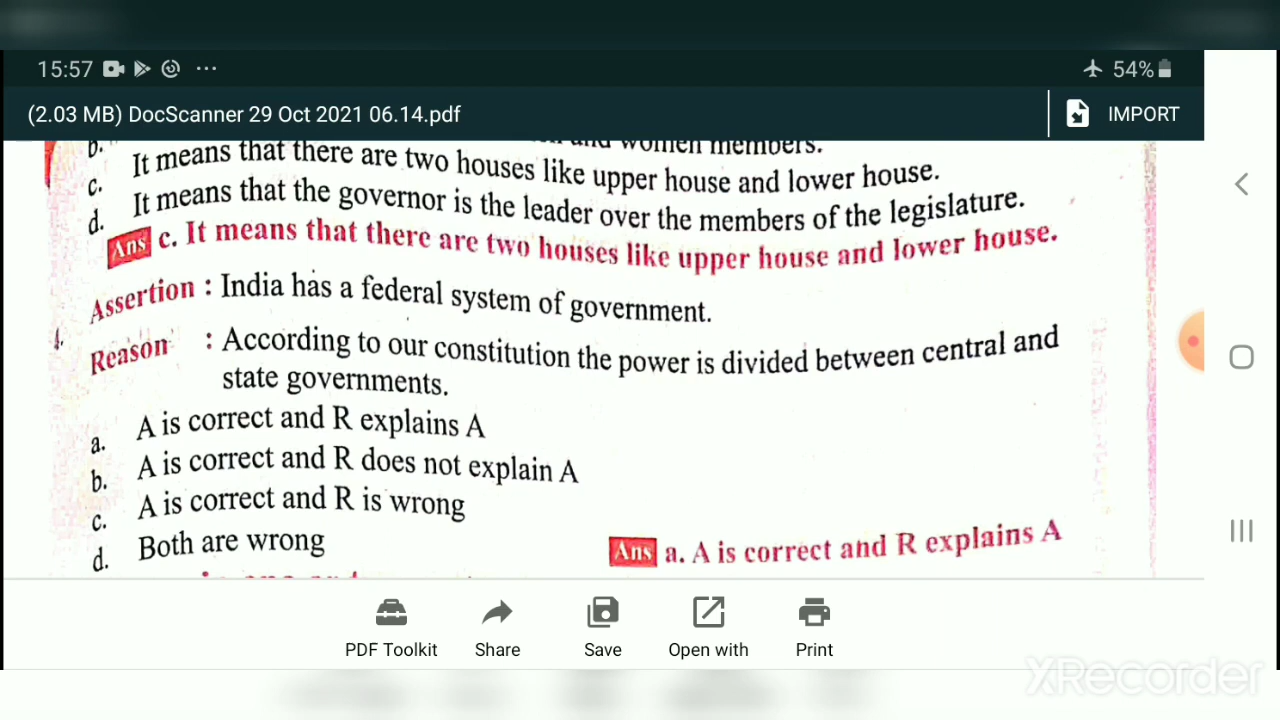 15:57 ...
54%
(2.03 MB) DocScanner 29 Oct 2021 06.14.pdf
IMPORT
b. and women members.
c. It means that there are two houses like upper house and lower house.
d. It means that the governor is the leader over the members of the legislature.
Ans c. It means that there are two houses like upper house and lower house.
4. Assertion : India has a federal system of government.
Reason : According to our constitution the power is divided between central and
state governments.
a. A is correct and R explains A
b. A is correct and R does not explain A
c. A is correct and R is wrong
d. Both are wrong
Ans a. A is correct and R explains A
PDF Toolkit
Share
Save
Open with
Print
XRecorder